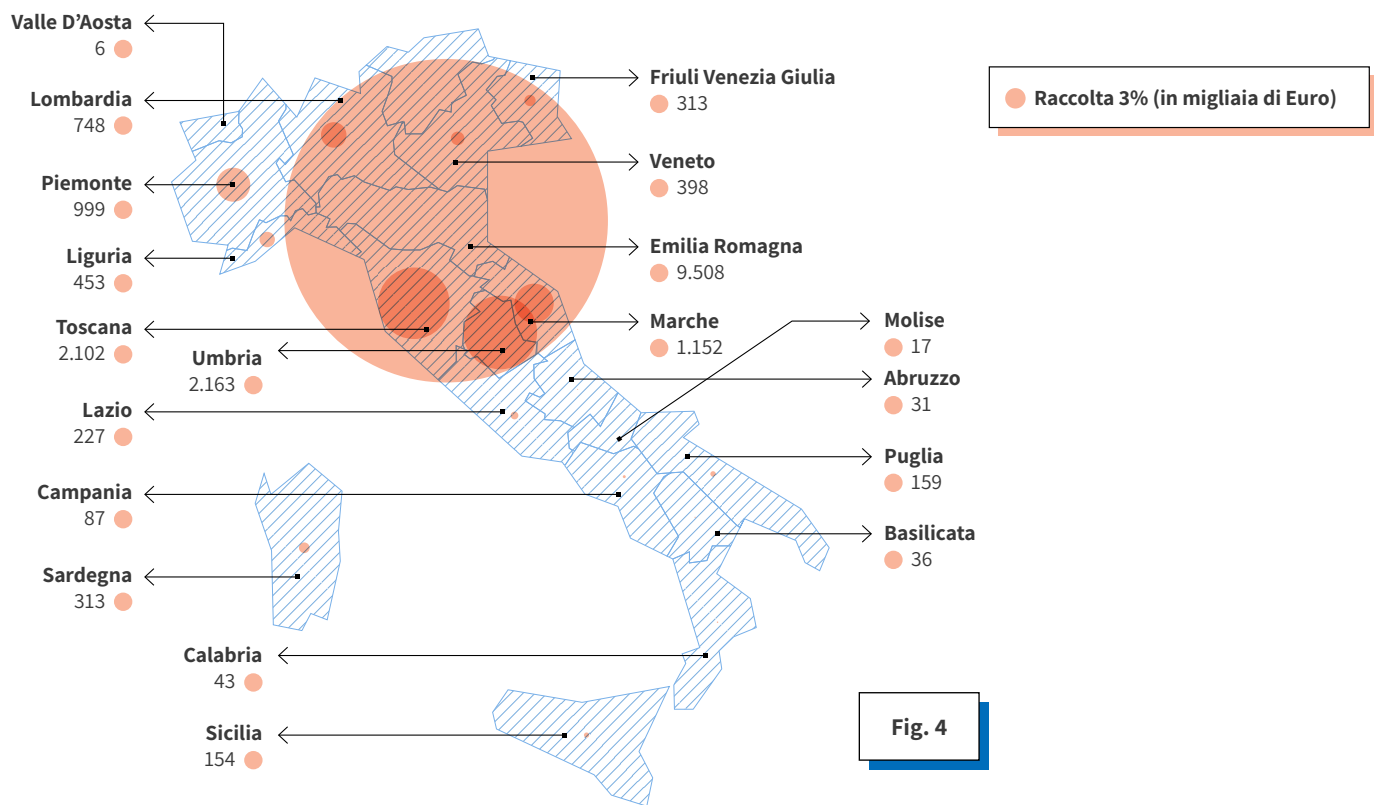 Valle D’Aosta
6
Lombardia
748
Piemonte
999
Liguria
453
Toscana
2.102
Umbria
2.163
Lazio
227
Campania
87
Sardegna
313
Calabria
43
Sicilia
154
Friuli Venezia Giulia
313
Veneto
398
Emilia Romagna
9.508
Marche
1.152
Molise
17
Abruzzo
31
Puglia
159
Basilicata
36
Raccolta 3% (in migliaia di Euro)
Fig. 4